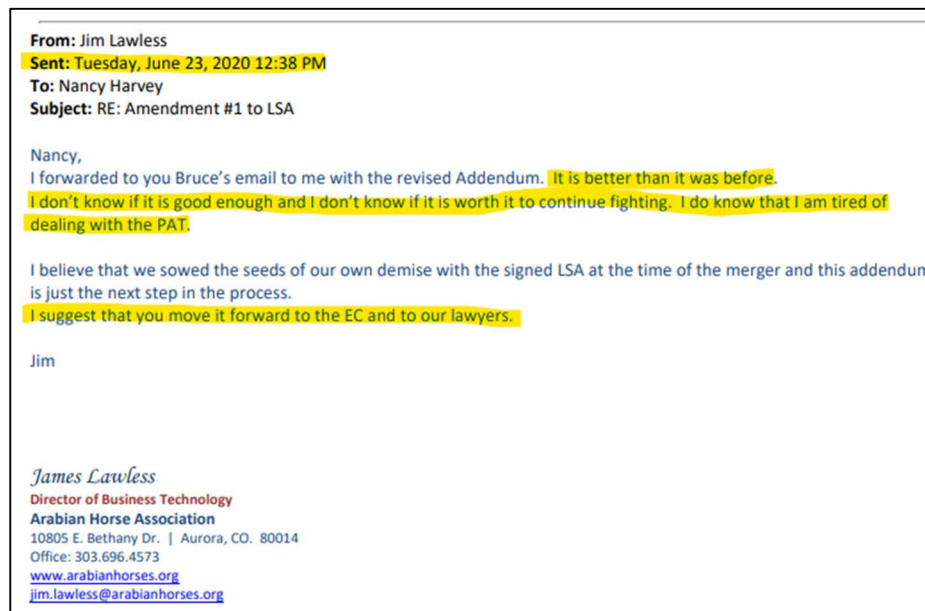 From: Jim Lawless
Sent: Tuesday, June 23, 2020 12:38 PM
To: Nancy Harvey
Subject: RE: Amendment #1 to LSA
Nancy,
I forwarded to you Bruce’s email to me with the revised Addendum.  It is better than it was before.
I don’t know if it is good enough and I don’t know if it is worth it to continue fighting.  I do know that I am tired of
dealing with the PAT.
I believe that we sowed the seeds of our own demise with the signed LSA at the time of the merger and this addendum
is just the next step in the process.
I suggest that you move it forward to the EC and to our lawyers.
Jim
James Lawless
Director of Business Technology
Arabian Horse Association
10805 E. Bethany Dr.  |  Aurora, CO.  80014
Office: 303.696.4573
www.arabianhorses.org
jim.lawless@arabianhorses.org